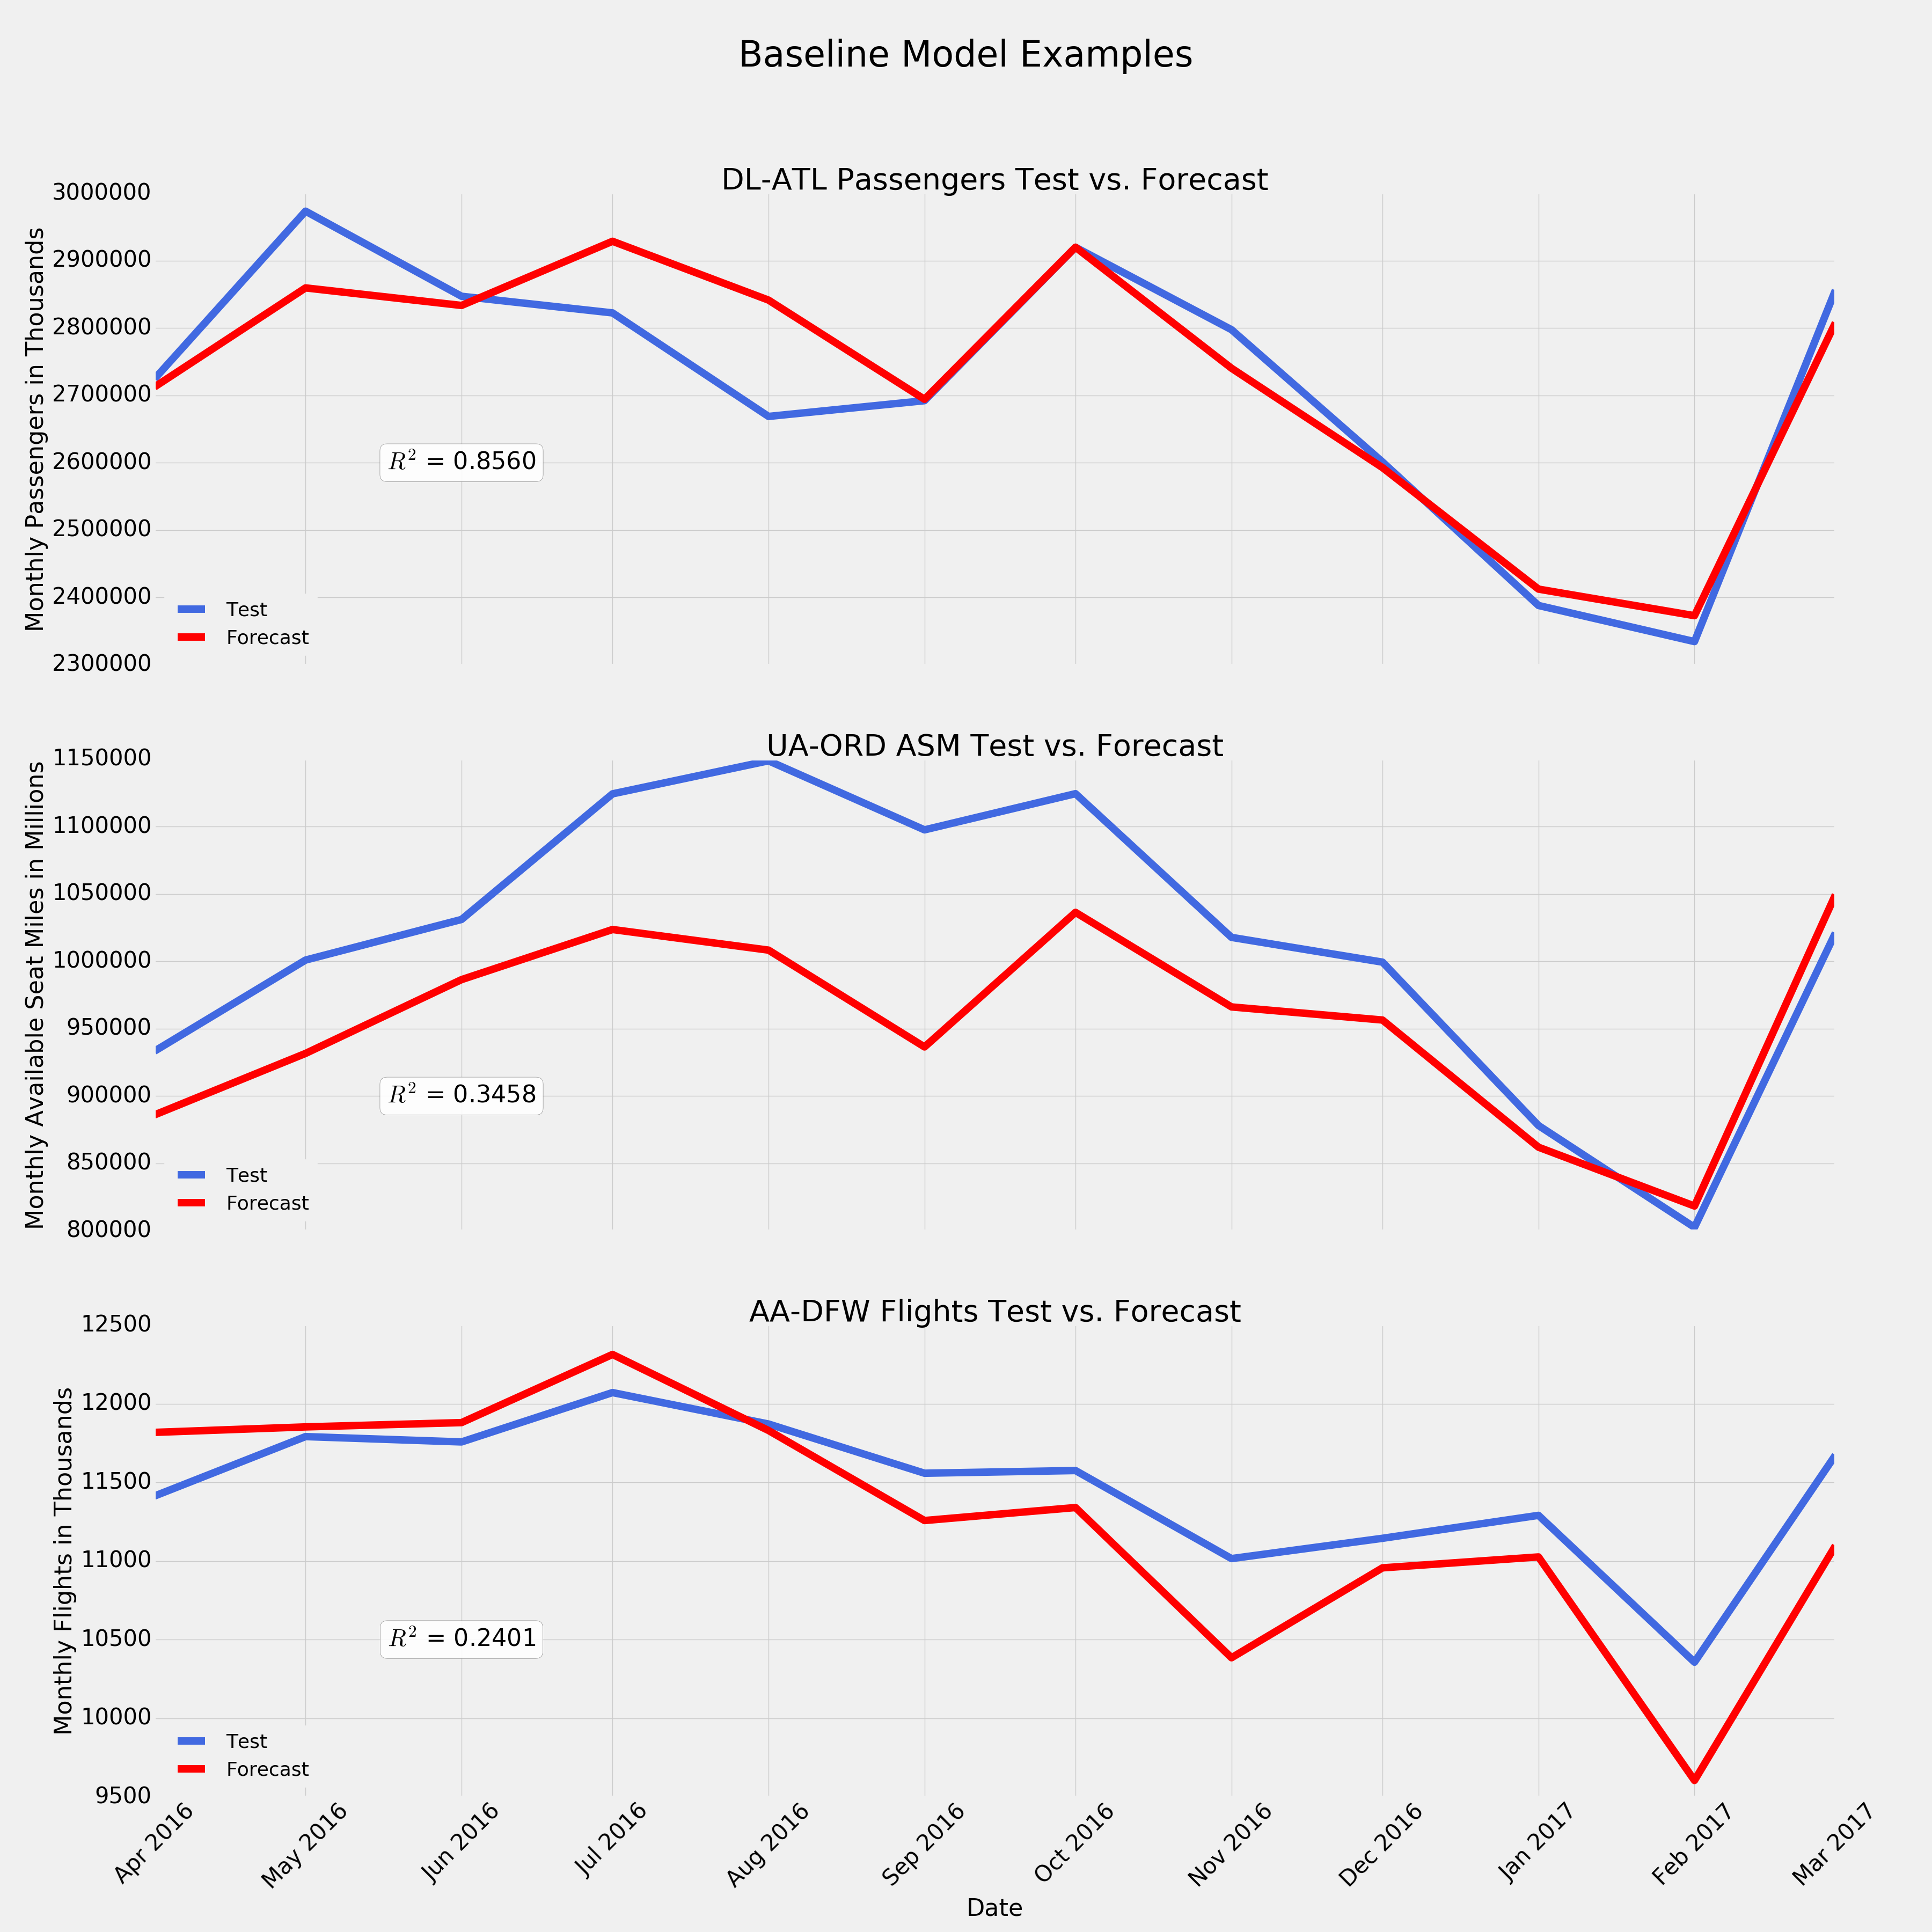 Baseline Model Examples
DL-ATL Passengers Test vs. Forecast
Monthly Passengers in Thousands
3000000
2900000
2800000
2700000
2600000
2500000
2400000
2300000
R² = 0.8560
Test
Forecast
UA-ORD ASM Test vs. Forecast
Monthly Available Seat Miles in Millions
1150000
1100000
1050000
1000000
950000
900000
850000
800000
R² = 0.3458
Test
Forecast
AA-DFW Flights Test vs. Forecast
Monthly Flights in Thousands
12500
12000
11500
11000
10500
10000
9500
R² = 0.2401
Test
Forecast
Apr 2016
May 2016
Jun 2016
Jul 2016
Aug 2016
Sep 2016
Oct 2016
Nov 2016
Dec 2016
Jan 2017
Feb 2017
Mar 2017
Date